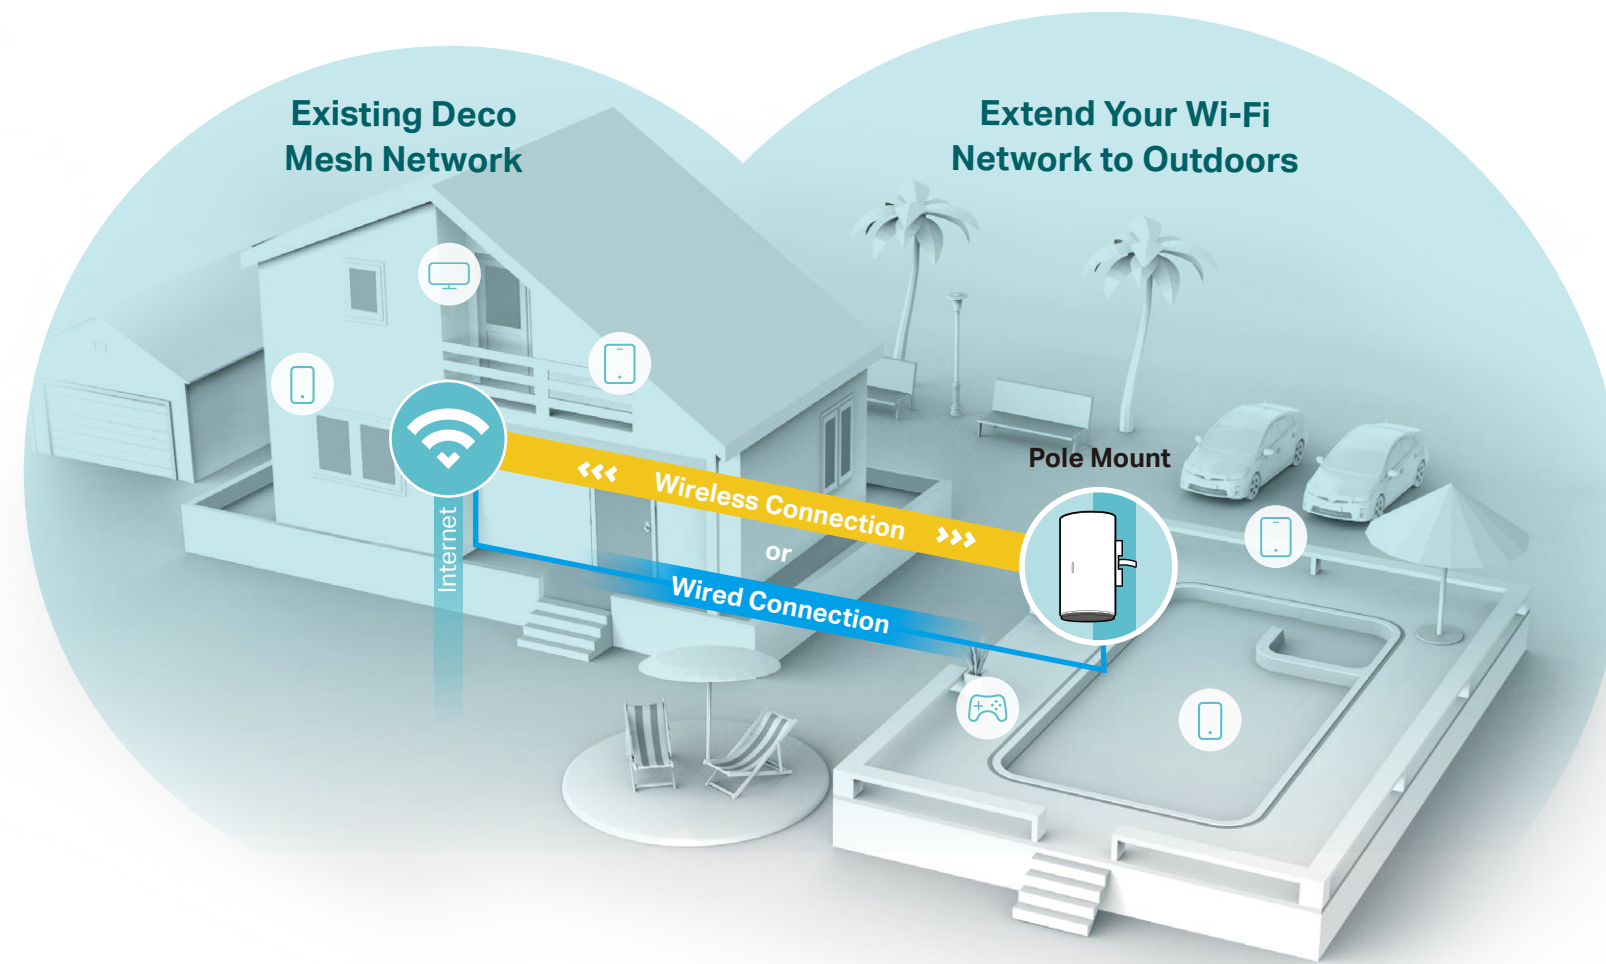 Existing Deco
Mesh Network
Extend Your Wi-Fi
Network to Outdoors
Pole Mount
Wireless Connection
or
Wired Connection
Internet